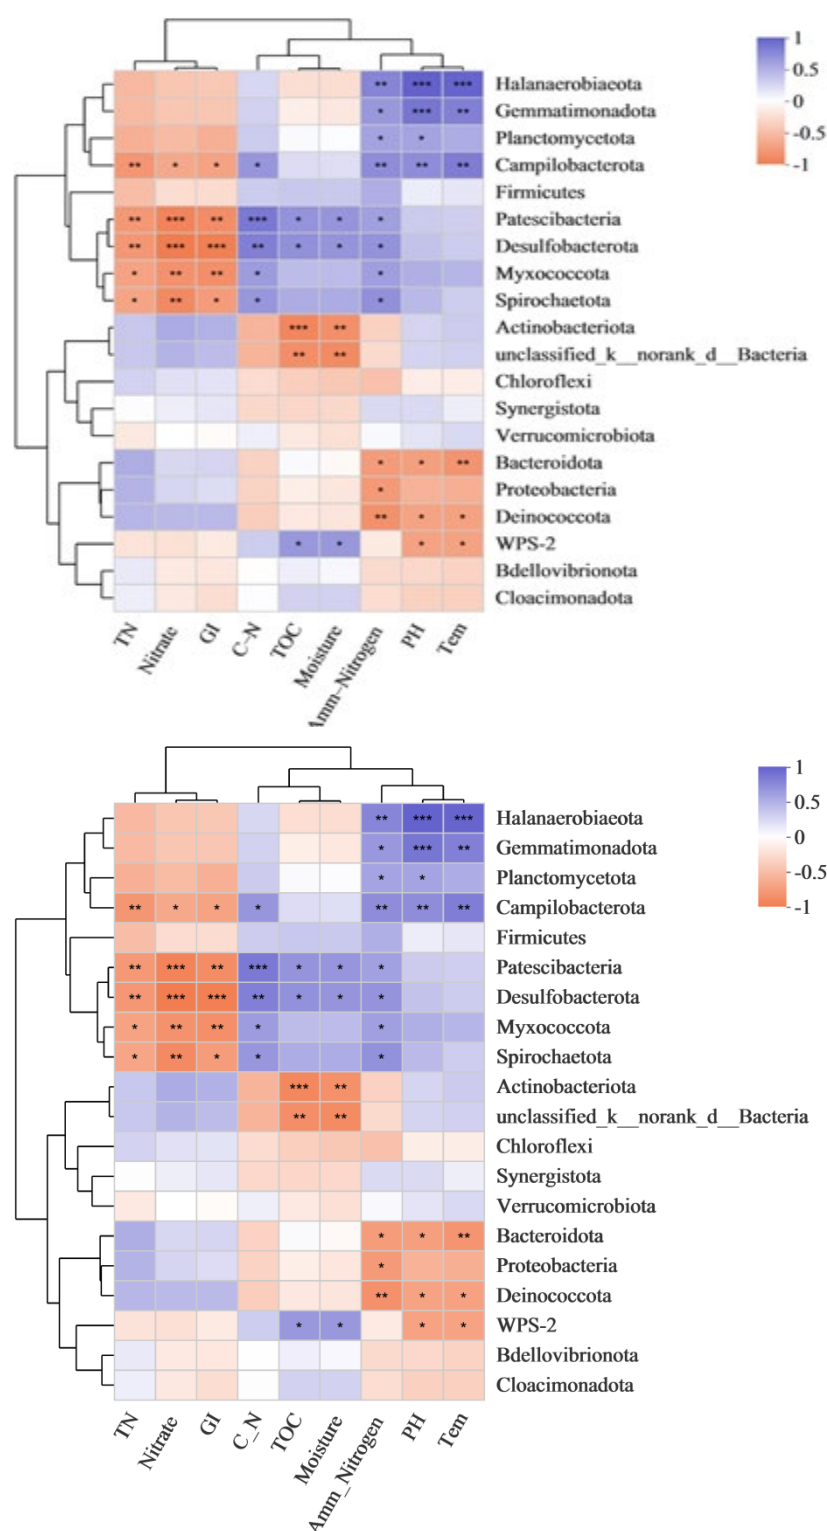 1
0.5
0
-0.5
-1
** *** *** Halanaerobiaeota
* *** ** Gemmatimonadota
* * Planctomycetota
** * * * ** ** ** Campilobacterota
Firmicutes
** *** ** *** * * * Patescibacteria
** *** *** ** * * * Desulfobacterota
* ** ** * * Myxococcota
* ** * * * Spirochaetota
*** ** Actinobacteriota
** ** unclassified_k__norank_d__Bacteria
Chloroflexi
Synergistota
Verrucomicrobiota
* * ** Bacteroidota
* Proteobacteria
** * * Deinococcota
* * * * WPS-2
Bdellovibrionota
Cloacimonadota
TN
Nitrate
GI
C-N
TOC
Moisture
Amm-Nitrogen
PH
Tem
1
0.5
0
-0.5
-1
** *** *** Halanaerobiaeota
* *** ** Gemmatimonadota
* * Planctomycetota
** * * * ** ** ** Campilobacterota
Firmicutes
** *** ** *** * * * Patescibacteria
** *** *** ** * * * Desulfobacterota
* ** ** * * Myxococcota
* ** * * * Spirochaetota
*** ** Actinobacteriota
** ** unclassified_k__norank_d__Bacteria
Chloroflexi
Synergistota
Verrucomicrobiota
* * ** Bacteroidota
* Proteobacteria
** * * Deinococcota
* * * * WPS-2
Bdellovibrionota
Cloacimonadota
TN
Nitrate
GI
C_N
TOC
Moisture
Amm_Nitrogen
PH
Tem